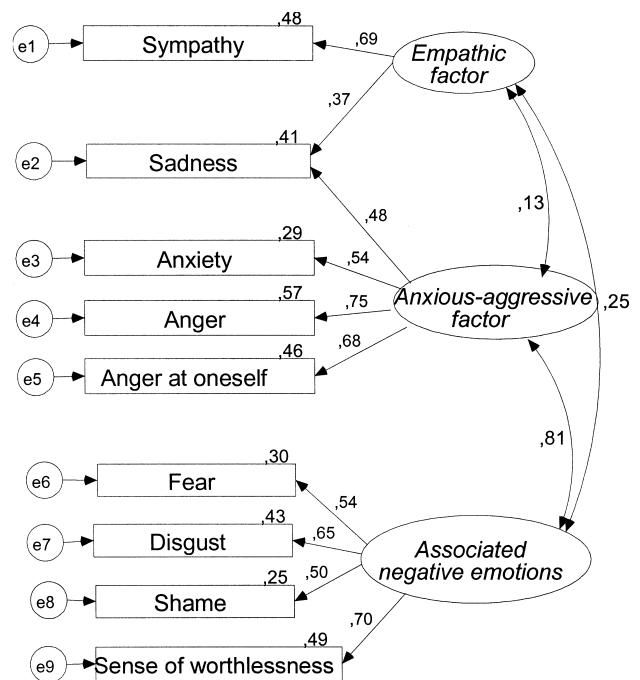 ,48
e1
Sympathy
,69
Empathic
factor
,37
,41
e2
Sadness
,48
,13
,29
e3
Anxiety
,54
,57
e4
Anger
,75
Anxious-aggressive
factor
,25
,46
e5
Anger at oneself
,68
,81
,30
e6
Fear
,54
,43
e7
Disgust
,65
Associated
negative emotions
,25
e8
Shame
,50
,70
,49
e9
Sense of worthlessness